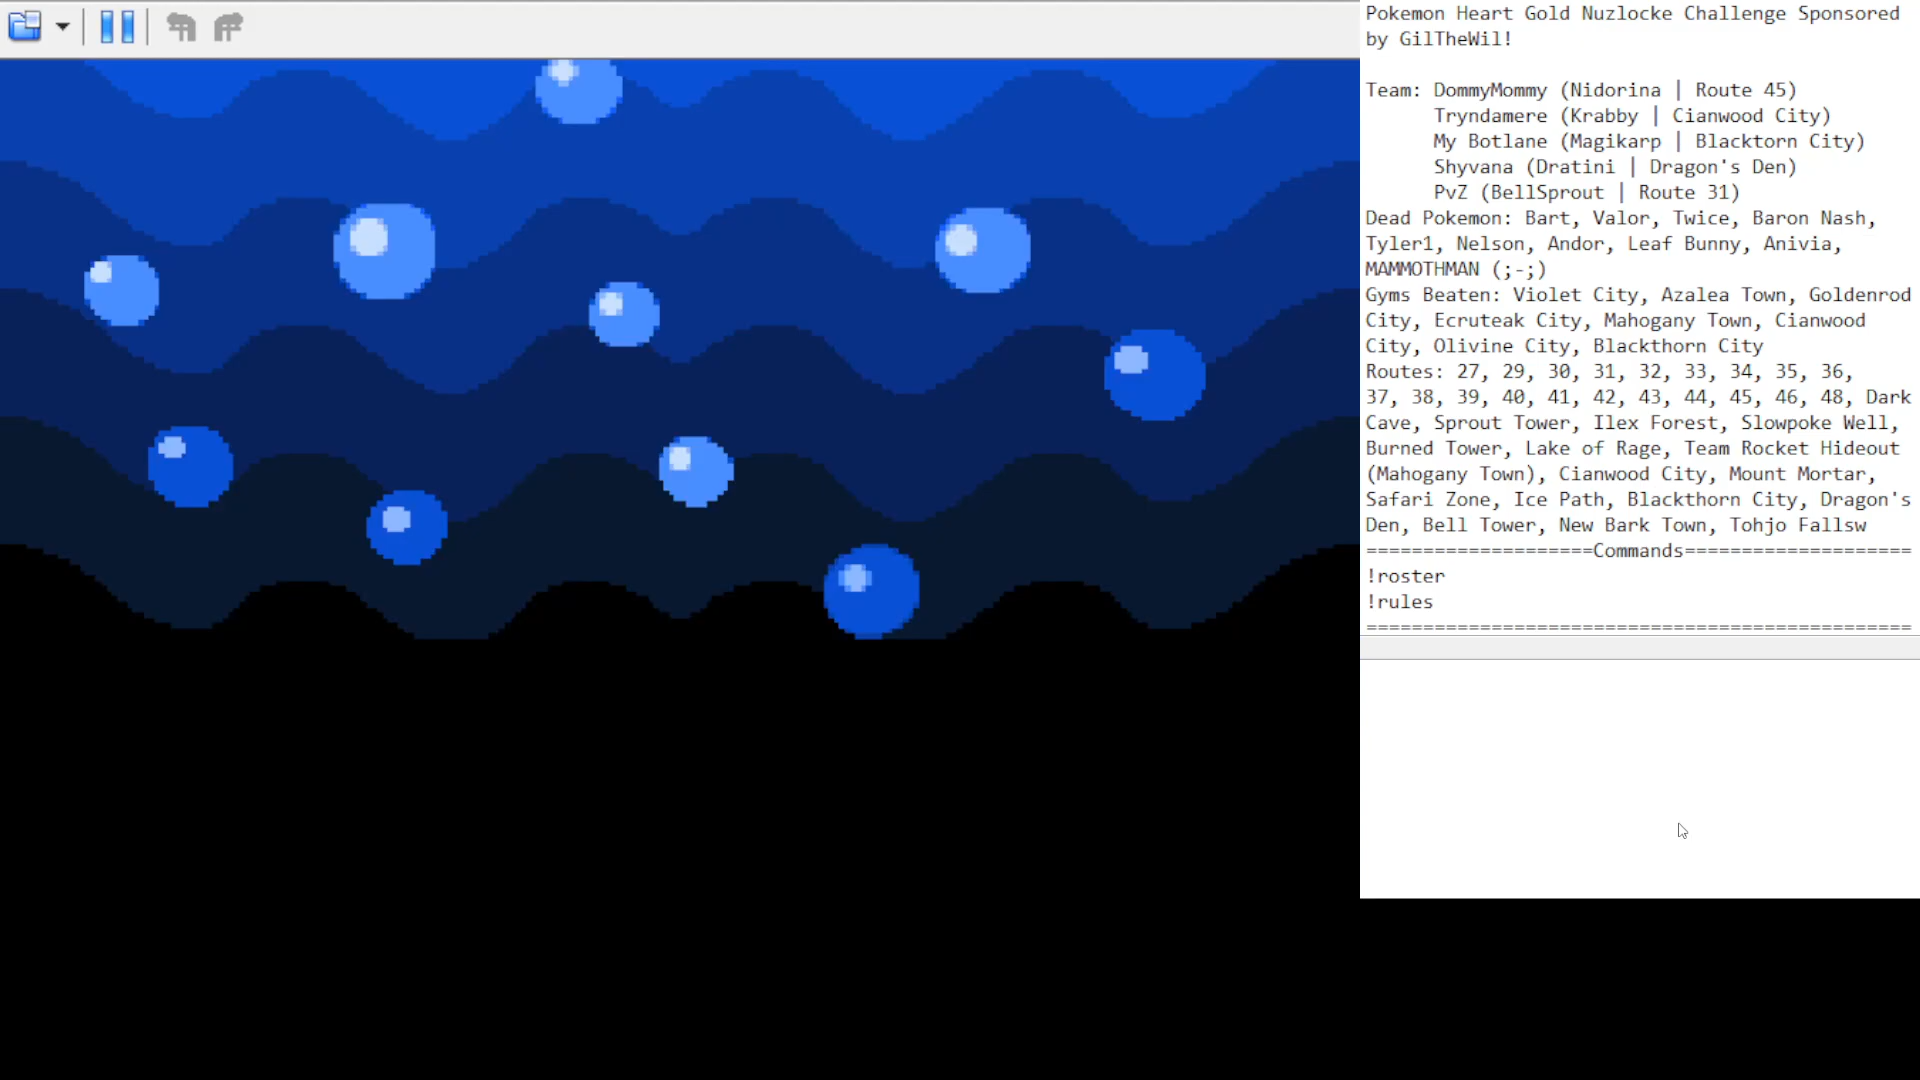 Pokemon Heart Gold Nuzlocke Challenge Sponsored
by GilTheWil!
Team: DommyMommy (Nidorina | Route 45)
Tryndamere (Krabby | Cianwood City)
My Botlane (Magikarp | Blacktorn City)
Shyvana (Dratini | Dragon's Den)
PvZ (BellSprout | Route 31)
Dead Pokemon: Bart, Valor, Twice, Baron Nash,
Tyler1, Nelson, Andor, Leaf Bunny, Anivia,
MAMMOTHMAN (;-;)
Gyms Beaten: Violet City, Azalea Town, Goldenrod
City, Ecruteak City, Mahogany Town, Cianwood
City, Olivine City, Blackthorn City
Routes: 27, 29, 30, 31, 32, 33, 34, 35, 36,
37, 38, 39, 40, 41, 42, 43, 44, 45, 46, 48, Dark
Cave, Sprout Tower, Ilex Forest, Slowpoke Well,
Burned Tower, Lake of Rage, Team Rocket Hideout
(Mahogany Town), Cianwood City, Mount Mortar,
Safari Zone, Ice Path, Blackthorn City, Dragon's
Den, Bell Tower, New Bark Town, Tohjo Fallsw
====================Commands====================
!roster
!rules
================================================